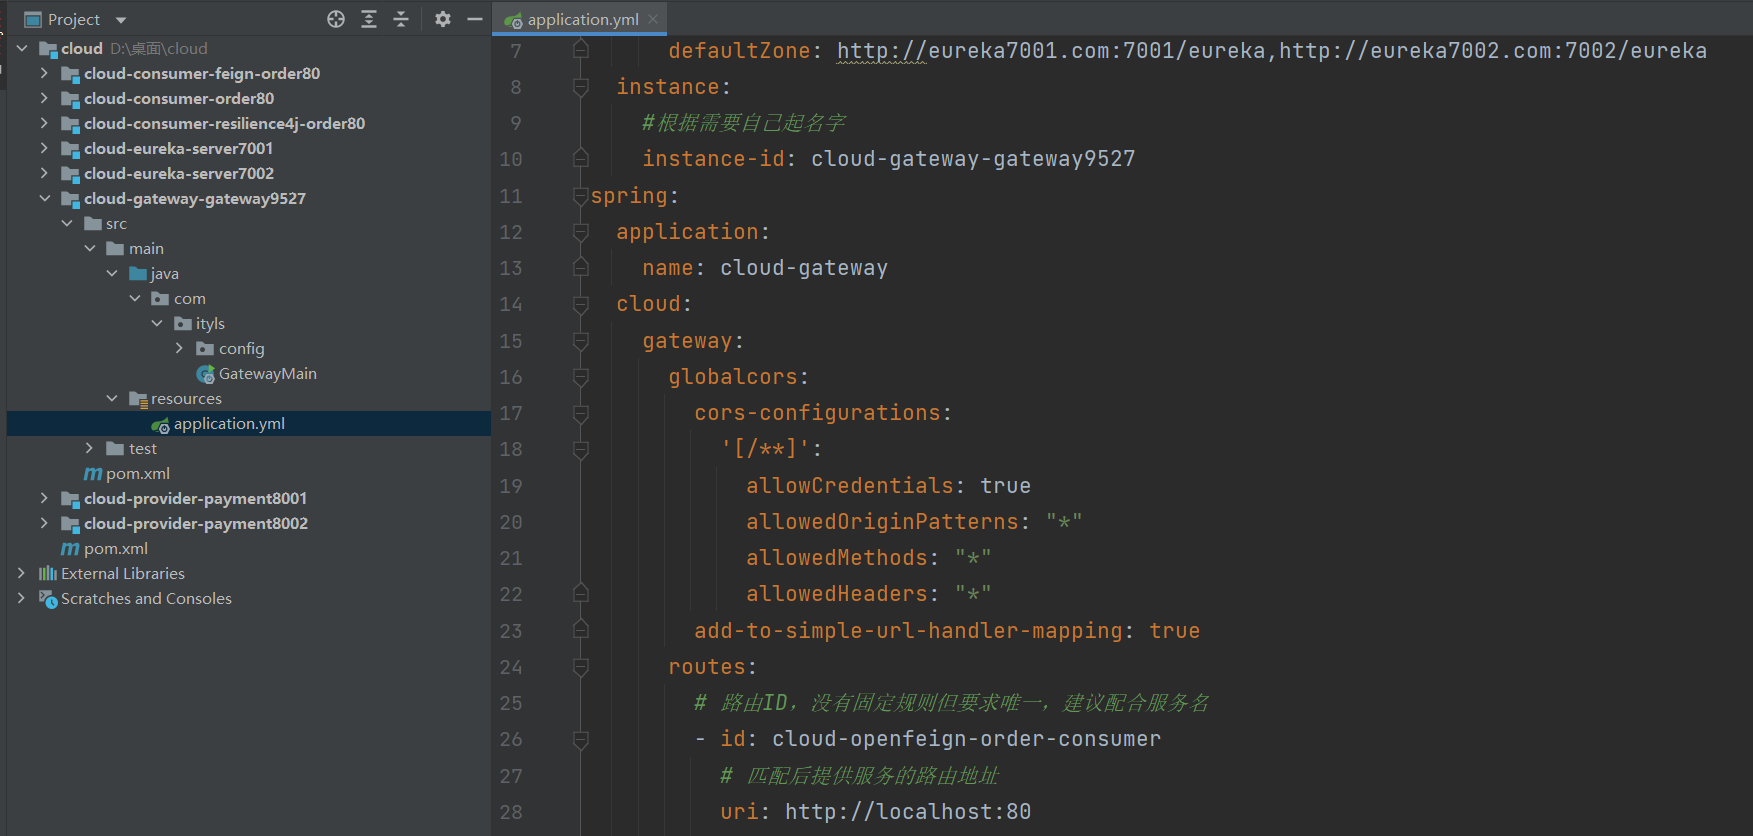 Project
cloud D:\桌面\cloud
cloud-consumer-feign-order80
cloud-consumer-order80
cloud-consumer-resilience4j-order80
cloud-eureka-server7001
cloud-eureka-server7002
cloud-gateway-gateway9527
src
main
java
com
ityls
config
GatewayMain
resources
application.yml
test
pom.xml
cloud-provider-payment8001
cloud-provider-payment8002
pom.xml
External Libraries
Scratches and Consoles
application.yml
7 defaultZone: http://eureka7001.com:7001/eureka,http://eureka7002.com:7002/eureka
8 instance:
9 #根据需要自己起名字
10 instance-id: cloud-gateway-gateway9527
11 spring:
12 application:
13 name: cloud-gateway
14 cloud:
15 gateway:
16 globalcors:
17 cors-configurations:
18 '[/**]':
19 allowCredentials: true
20 allowedOriginPatterns: "*"
21 allowedMethods: "*"
22 allowedHeaders: "*"
23 add-to-simple-url-handler-mapping: true
24 routes:
25 # 路由ID，没有固定规则但要求唯一，建议配合服务名
26 - id: cloud-openfeign-order-consumer
27 # 匹配后提供服务的路由地址
28 uri: http://localhost:80